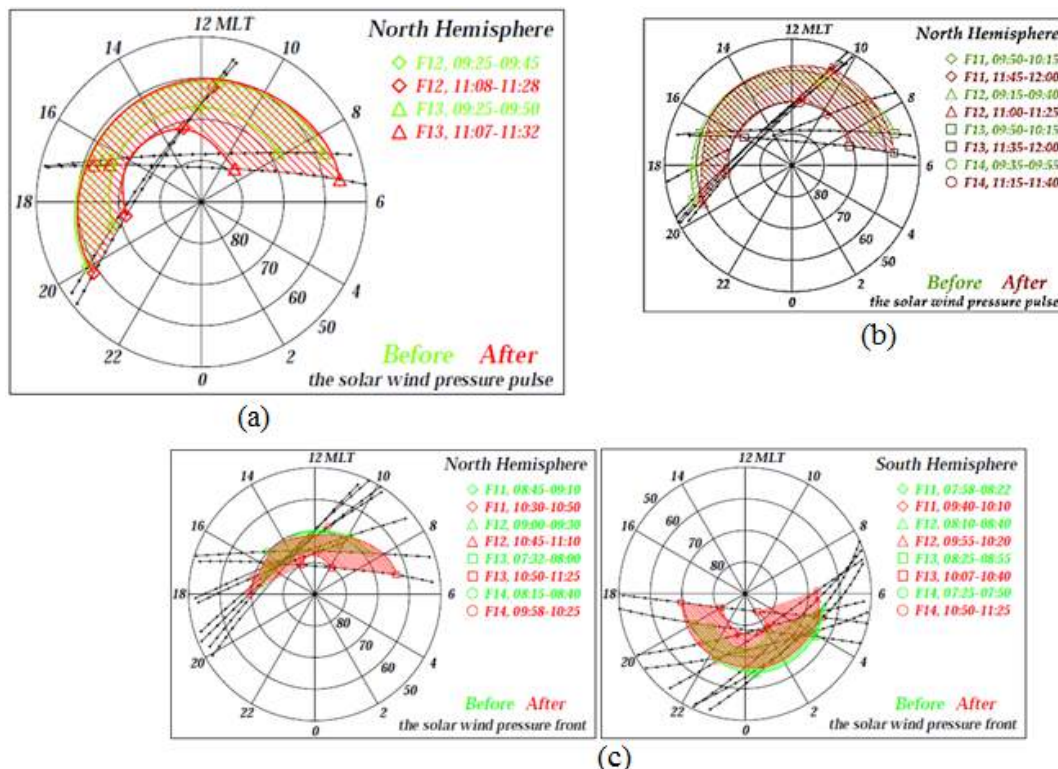 12 MLT
North Hemisphere
14
10
F12, 09:25-09:45
F12, 11:08-11:28
16
8
F13, 09:25-09:50
F13, 11:07-11:32
18
6
80
70
20
60
4
50
22
2
Before After
0
the solar wind pressure pulse
(a)
12 MLT
North Hemisphere
14
10
F11, 09:50-10:15
F11, 11:45-12:00
16
8
F12, 09:15-09:40
F12, 11:00-11:25
F13, 09:50-10:15
18
6
F13, 11:35-12:00
F14, 09:35-09:55
80
F14, 11:15-11:40
70
20
60
4
50
22
2
Before After
0
the solar wind pressure pulse
(b)
12 MLT
North Hemisphere
14
10
F11, 08:45-09:10
F11, 10:30-10:50
16
8
F12, 09:00-09:30
F12, 10:45-11:10
F13, 07:32-08:00
18
6
F13, 10:50-11:25
F14, 08:15-08:40
80
F14, 09:58-10:25
70
20
60
4
50
22
2
Before After
0
the solar wind pressure front
12 MLT
South Hemisphere
14
10
50
F11, 07:58-08:22
60
F11, 09:40-10:10
16
70
8
F12, 08:10-08:40
80
F12, 09:55-10:20
F13, 08:25-08:55
18
6
F13, 10:07-10:40
F14, 07:25-07:50
F14, 10:50-11:25
20
4
22
2
Before After
0
the solar wind pressure front
(c)